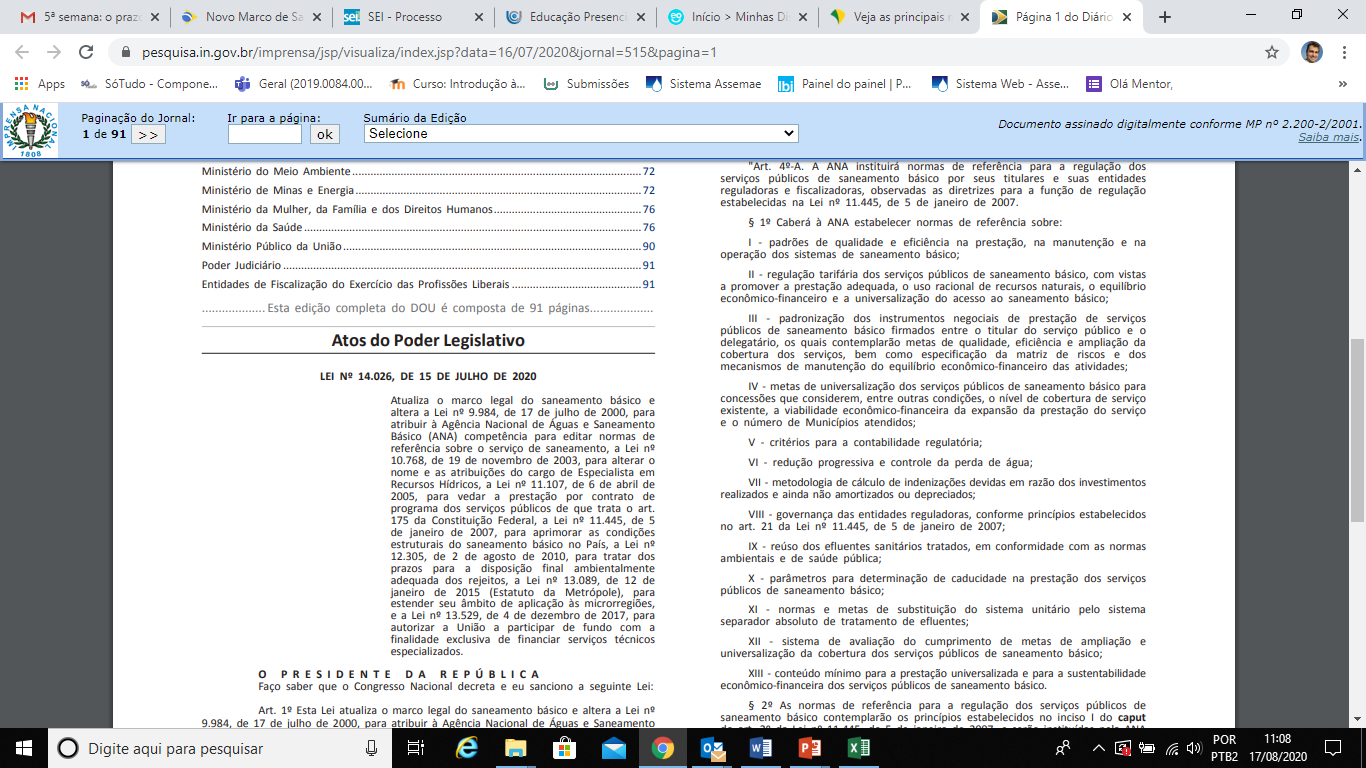 5ª semana: o praz
Novo Marco de Sa
SEI - Processo
Educação Presenci
Início > Minhas Di
Veja as principais r
Página 1 do Diário
pesquisa.in.gov.br/imprensa/jsp/visualiza/index.jsp?data=16/07/2020&jornal=515&pagina=1
Apps
SóTudo - Compone...
Geral (2019.0084.00...
Curso: Introdução à...
Submissões
Sistema Assemae
Painel do painel | P...
Sistema Web - Asse...
Olá Mentor,
»
IMPRENSA NACIONAL
1808
Paginação do Jornal:
1 de 91 >>
Ir para a página:
ok
Sumário da Edição
Selecione
Documento assinado digitalmente conforme MP nº 2.200-2/2001.
Saiba mais.
Ministério do Meio Ambiente........................................................................................72
Ministério de Minas e Energia.......................................................................................72
Ministério da Mulher, da Família e dos Direitos Humanos.................................................76
Ministério da Saúde......................................................................................................76
Ministério Público da União...........................................................................................90
Poder Judiciário............................................................................................................91
Entidades de Fiscalização do Exercício das Profissões Liberais...........................................91
...................Esta edição completa do DOU é composta de 91 páginas...................
Atos do Poder Legislativo
LEI Nº 14.026, DE 15 DE JULHO DE 2020
Atualiza o marco legal do saneamento básico e
altera a Lei nº 9.984, de 17 de julho de 2000, para
atribuir à Agência Nacional de Águas e Saneamento
Básico (ANA) competência para editar normas de
referência sobre o serviço de saneamento, a Lei nº
10.768, de 19 de novembro de 2003, para alterar o
nome e as atribuições do cargo de Especialista em
Recursos Hídricos, a Lei nº 11.107, de 6 de abril de
2005, para vedar a prestação por contrato de
programa dos serviços públicos de que trata o art.
175 da Constituição Federal, a Lei nº 11.445, de 5
de janeiro de 2007, para aprimorar as condições
estruturais do saneamento básico no País, a Lei nº
12.305, de 2 de agosto de 2010, para tratar dos
prazos para a disposição final ambientalmente
adequada dos rejeitos, a Lei nº 13.089, de 12 de
janeiro de 2015 (Estatuto da Metrópole), para
estender seu âmbito de aplicação às microrregiões,
e a Lei nº 13.529, de 4 de dezembro de 2017, para
autorizar a União a participar de fundo com a
finalidade exclusiva de financiar serviços técnicos
especializados.
O PRESIDENTE DA REPÚBLICA
Faço saber que o Congresso Nacional decreta e eu sanciono a seguinte Lei:
Art. 1º Esta Lei atualiza o marco legal do saneamento básico e altera a Lei nº
9.984, de 17 de julho de 2000, para atribuir à Agência Nacional de Águas e Saneamento
"Art. 4º-A. A ANA instituirá normas de referência para a regulação dos
serviços públicos de saneamento básico por seus titulares e suas entidades
reguladoras e fiscalizadoras, observadas as diretrizes para a função de regulação
estabelecidas na Lei nº 11.445, de 5 de janeiro de 2007.
§ 1º Caberá à ANA estabelecer normas de referência sobre:
I - padrões de qualidade e eficiência na prestação, na manutenção e na
operação dos sistemas de saneamento básico;
II - regulação tarifária dos serviços públicos de saneamento básico, com vistas
a promover a prestação adequada, o uso racional de recursos naturais, o equilíbrio
econômico-financeiro e a universalização do acesso ao saneamento básico;
III - padronização dos instrumentos negociais de prestação de serviços
públicos de saneamento básico firmados entre o titular do serviço público e o
delegatário, os quais contemplarão metas de qualidade, eficiência e ampliação da
cobertura dos serviços, bem como especificação da matriz de riscos e dos
mecanismos de manutenção do equilíbrio econômico-financeiro das atividades;
IV - metas de universalização dos serviços públicos de saneamento básico para
concessões que considerem, entre outras condições, o nível de cobertura de serviço
existente, a viabilidade econômico-financeira da expansão da prestação do serviço
e o número de Municípios atendidos;
V - critérios para a contabilidade regulatória;
VI - redução progressiva e controle da perda de água;
VII - metodologia de cálculo de indenizações devidas em razão dos investimentos
realizados e ainda não amortizados ou depreciados;
VIII - governança das entidades reguladoras, conforme princípios estabelecidos
no art. 21 da Lei nº 11.445, de 5 de janeiro de 2007;
IX - reúso dos efluentes sanitários tratados, em conformidade com as normas
ambientais e de saúde pública;
X - parâmetros para determinação de caducidade na prestação dos serviços
públicos de saneamento básico;
XI - normas e metas de substituição do sistema unitário pelo sistema
separador absoluto de tratamento de efluentes;
XII - sistema de avaliação do cumprimento de metas de ampliação e
universalização da cobertura dos serviços públicos de saneamento básico;
XIII - conteúdo mínimo para a prestação universalizada e para a sustentabilidade
econômico-financeira dos serviços públicos de saneamento básico.
§ 2º As normas de referência para a regulação dos serviços públicos de
saneamento básico contemplarão os princípios estabelecidos no inciso I do caput
Digite aqui para pesquisar
POR
PTB2
11:08
17/08/2020